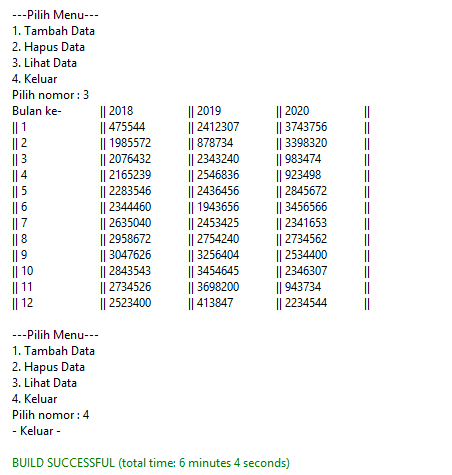 ---Pilih Menu---
1. Tambah Data
2. Hapus Data
3. Lihat Data
4. Keluar
Pilih nomor : 3
Bulan ke- || 2018 || 2019 || 2020 ||
|| 1 || 475544 || 2412307 || 3743756 ||
|| 2 || 1985572 || 878734 || 3398320 ||
|| 3 || 2076432 || 2343240 || 983474 ||
|| 4 || 2165239 || 2546836 || 923498 ||
|| 5 || 2283546 || 2436456 || 2845672 ||
|| 6 || 2344460 || 1943656 || 3456566 ||
|| 7 || 2635040 || 2453425 || 2341653 ||
|| 8 || 2958672 || 2754240 || 2734562 ||
|| 9 || 3047626 || 3256404 || 2534400 ||
|| 10 || 2843543 || 3454645 || 2346307 ||
|| 11 || 2734526 || 3698200 || 943734 ||
|| 12 || 2523400 || 413847 || 2234544 ||
---Pilih Menu---
1. Tambah Data
2. Hapus Data
3. Lihat Data
4. Keluar
Pilih nomor : 4
- Keluar -
BUILD SUCCESSFUL (total time: 6 minutes 4 seconds)